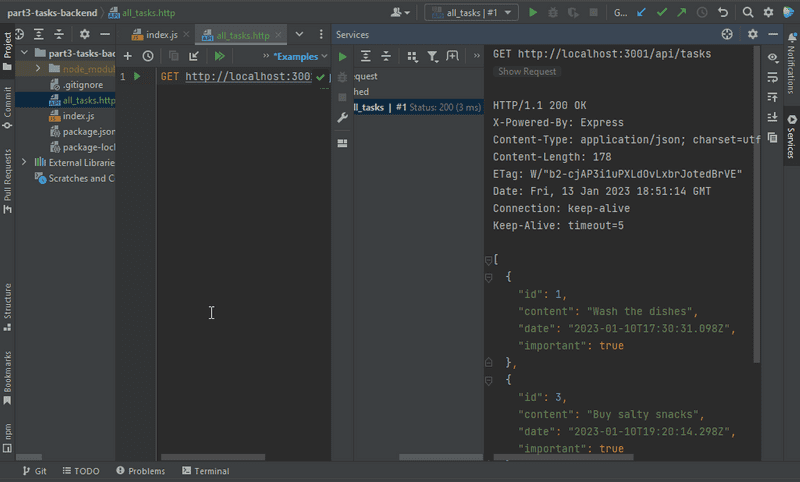 part3-tasks-backend
all_tasks.http
all_tasks | #1
G...
Project
Commit
Pull Requests
Structure
Bookmarks
npm
part3-tasks-bac
node_modul
.gitignore
all_tasks.http
index.js
package.json
package-lock
External Libraries
Scratches and C
index.js
all_tasks.http
*Examples
1
GET http://localhost:300
Services
equest
hed
ll_tasks | #1 Status: 200 (3 ms)
GET http://localhost:3001/api/tasks
Show Request
HTTP/1.1 200 OK
X-Powered-By: Express
Content-Type: application/json; charset=utf
Content-Length: 178
Date: Fri, 13 Jan 2023 18:51:14 GMT
Connection: keep-alive
Keep-Alive: timeout=5
[
{
"id": 1,
"content": "Wash the dishes",
"date": "2023-01-10T17:30:31.098Z",
"important": true
},
{
"id": 3,
"content": "Buy salty snacks",
"date": "2023-01-10T19:20:14.298Z",
"important": true
Notifications
Services
Git
TODO
Problems
Terminal